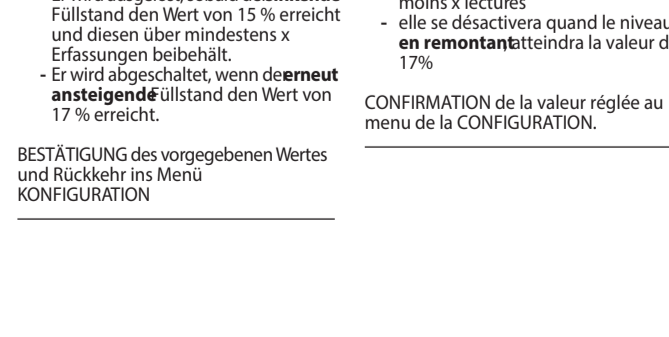 Füllstand den Wert von 15 % erreicht
und diesen über mindestens x
Erfassungen beibehält.
- Er wird abgeschaltet, wenn der erneut
ansteigende Füllstand den Wert von
17 % erreicht.
BESTÄTIGUNG des vorgegebenen Wertes
und Rückkehr ins Menü
KONFIGURATION
moins x lectures
- elle se désactivera quand le niveau
en remontant, atteindra la valeur d
17%
CONFIRMATION de la valeur réglée au
menu de la CONFIGURATION.